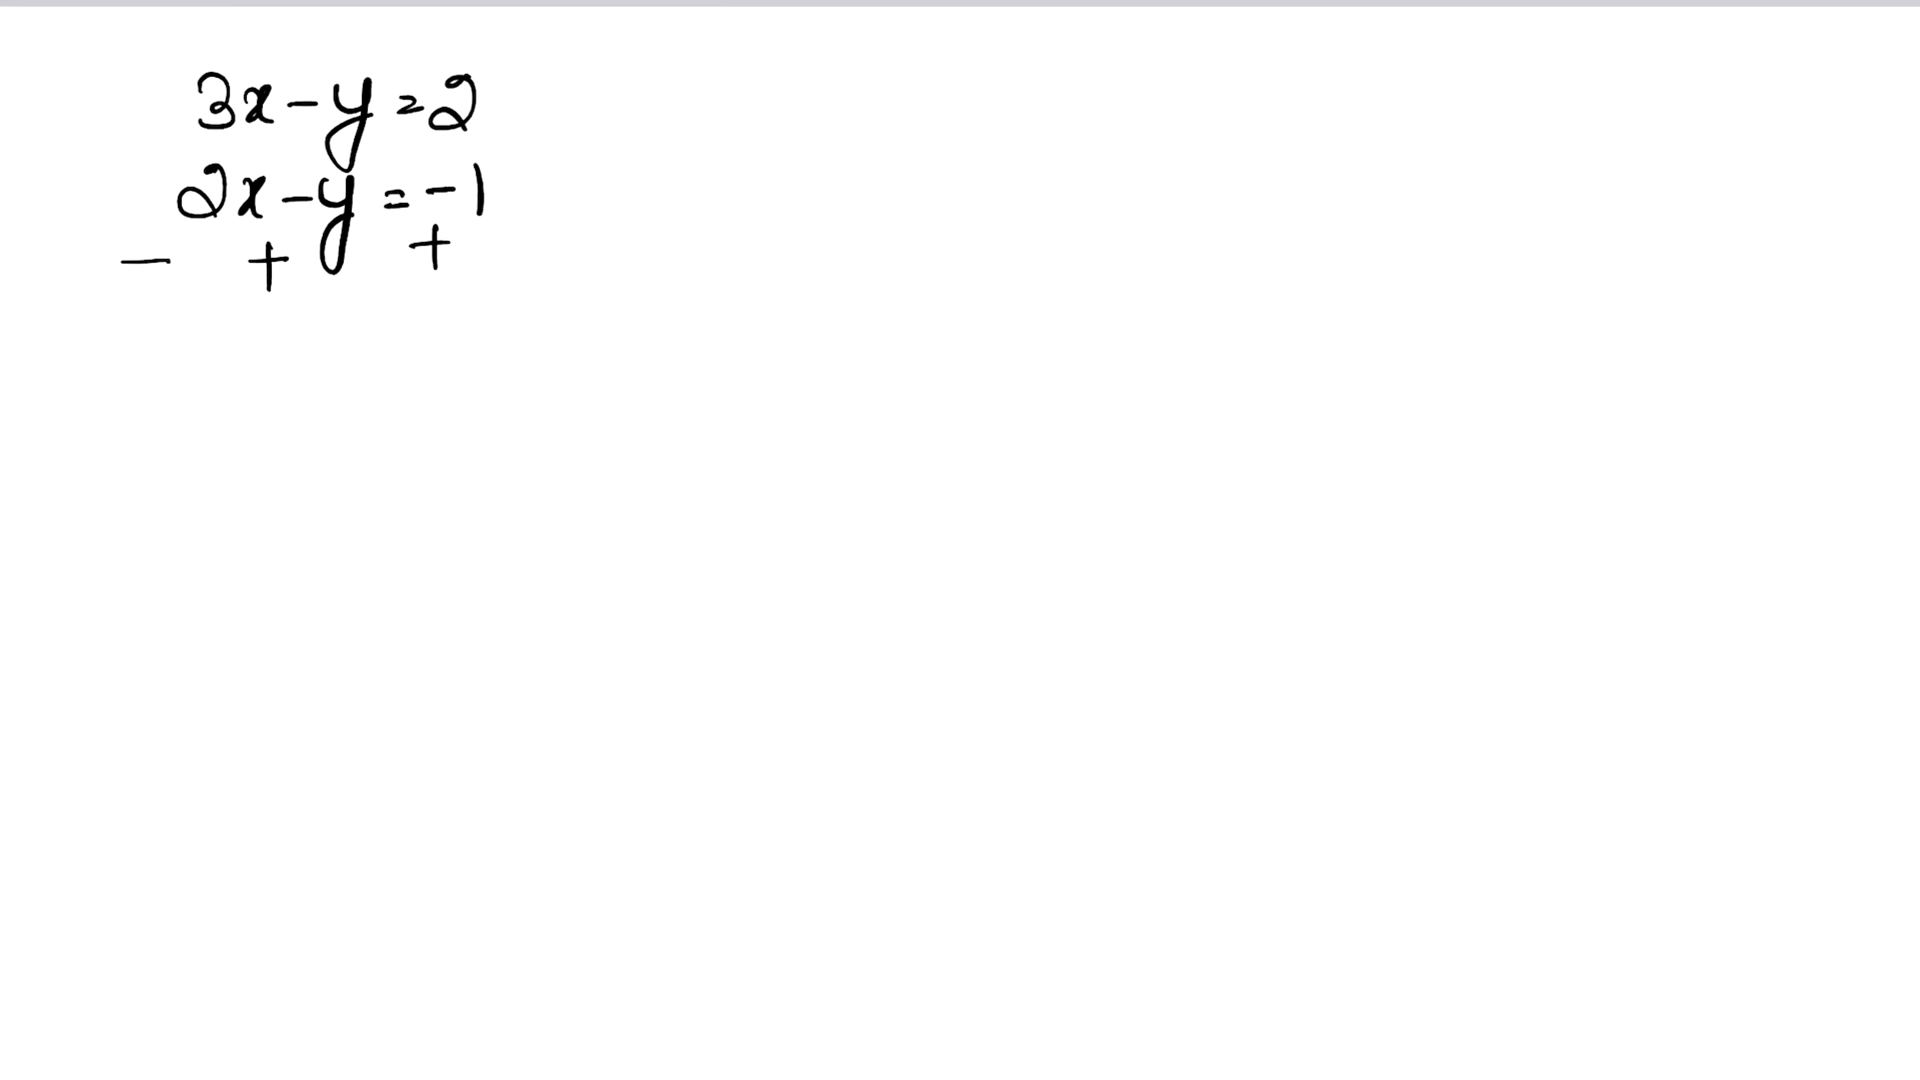 3x-y=2
2x-y=-1
- + +